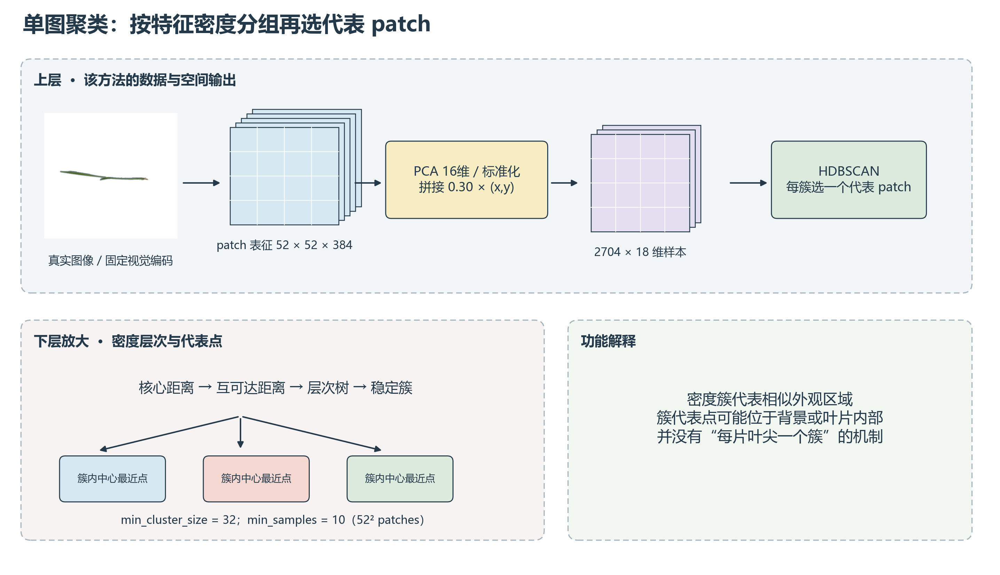 单图聚类：按特征密度分组再选代表 patch
上层 • 该方法的数据与空间输出
PCA 16维 / 标准化
拼接 0.30 × (x,y)
HDBSCAN
每簇选一个代表 patch
patch 表征 52 × 52 × 384
2704 × 18 维样本
真实图像 / 固定视觉编码
下层放大 • 密度层次与代表点
核心距离 → 互可达距离 → 层次树 → 稳定簇
簇内中心最近点
簇内中心最近点
簇内中心最近点
min_cluster_size = 32；min_samples = 10（52² patches）
功能解释
密度簇代表相似外观区域
簇代表点可能位于背景或叶片内部
并没有“每片叶尖一个簇”的机制